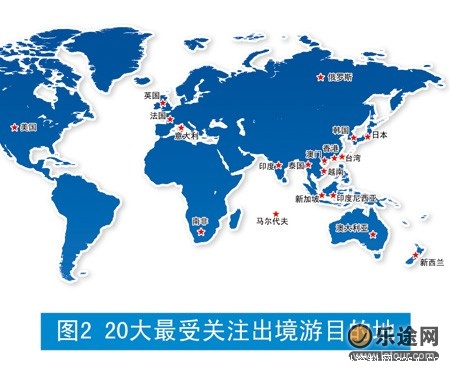 俄罗斯
英国
法国
意大利
美国
韩国
日本
香港
澳门
台湾
印度
泰国
越南
新加坡
印度尼西亚
马尔代夫
南非
澳大利亚
新西兰
图2 20大最受关注出境游目的地
乐途网
www.lotour.com